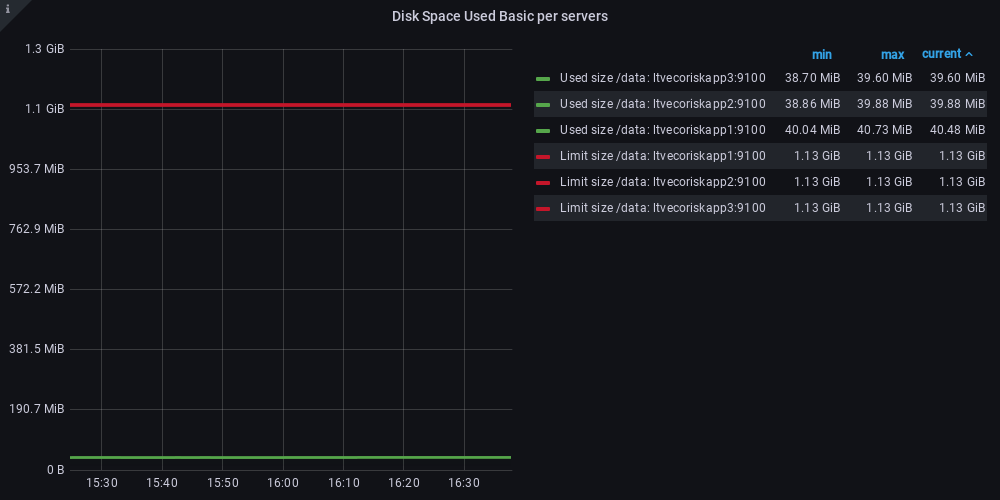 i
Disk Space Used Basic per servers
1.3 GiB
1.1 GiB
953.7 MiB
762.9 MiB
572.2 MiB
381.5 MiB
190.7 MiB
0 B
15:30 15:40 15:50 16:00 16:10 16:20 16:30
min max current
Used size /data: ltvecoriskapp3:9100 38.70 MiB 39.60 MiB 39.60 MiB
Used size /data: ltvecoriskapp2:9100 38.86 MiB 39.88 MiB 39.88 MiB
Used size /data: ltvecoriskapp1:9100 40.04 MiB 40.73 MiB 40.48 MiB
Limit size /data: ltvecoriskapp1:9100 1.13 GiB 1.13 GiB 1.13 GiB
Limit size /data: ltvecoriskapp2:9100 1.13 GiB 1.13 GiB 1.13 GiB
Limit size /data: ltvecoriskapp3:9100 1.13 GiB 1.13 GiB 1.13 GiB